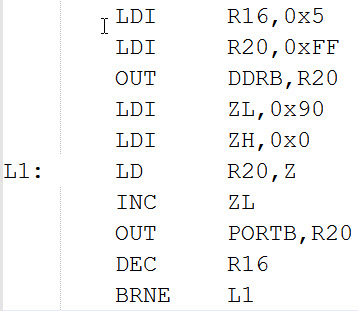 LDI R16,0x5
LDI R20,0xFF
OUT DDRB,R20
LDI ZL,0x90
LDI ZH,0x0
L1: LD R20,Z
INC ZL
OUT PORTB,R20
DEC R16
BRNE L1